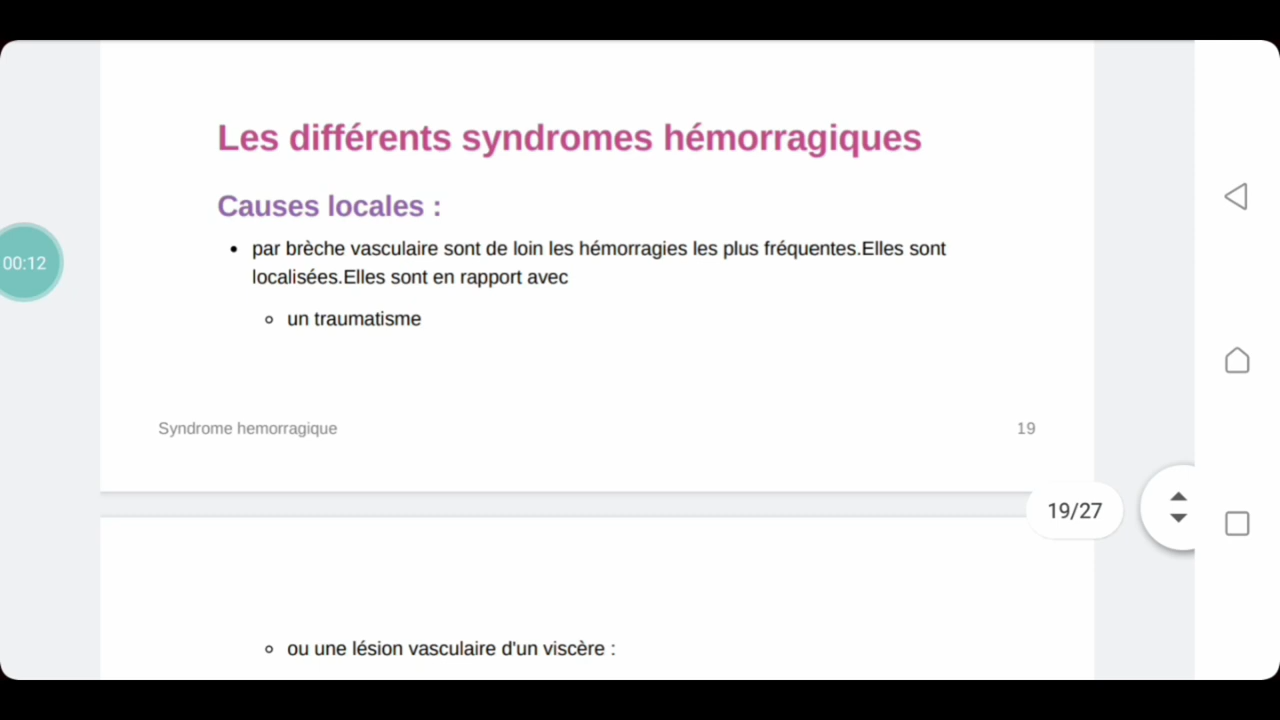 Les différents syndromes hémorragiques
Causes locales :
• par brèche vasculaire sont de loin les hémorragies les plus fréquentes.Elles sont
localisées.Elles sont en rapport avec
00:12
◦ un traumatisme
Syndrome hemorragique
19
19/27
◦ ou une lésion vasculaire d'un viscère :